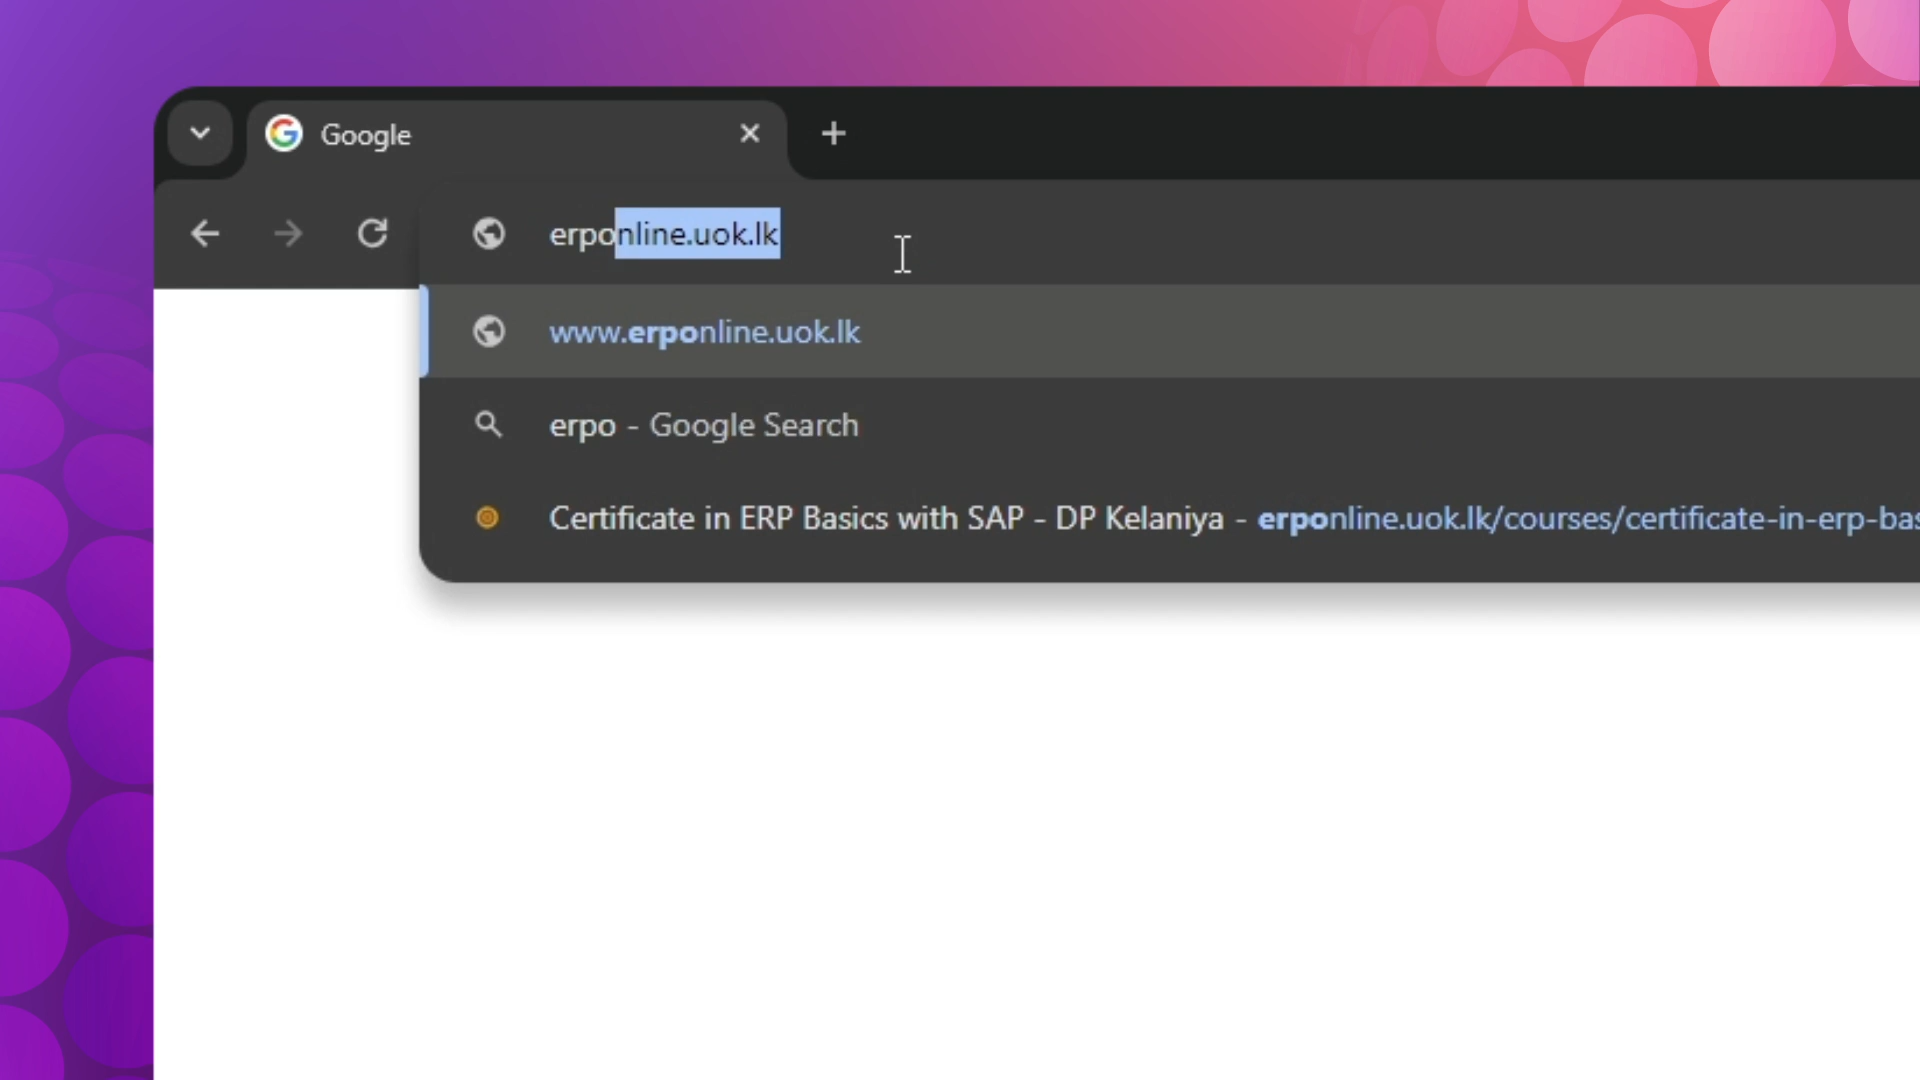 Google
erponline.uok.lk
www.erponline.uok.lk
erpo - Google Search
Certificate in ERP Basics with SAP - DP Kelaniya - erponline.uok.lk/courses/certificate-in-erp-bas